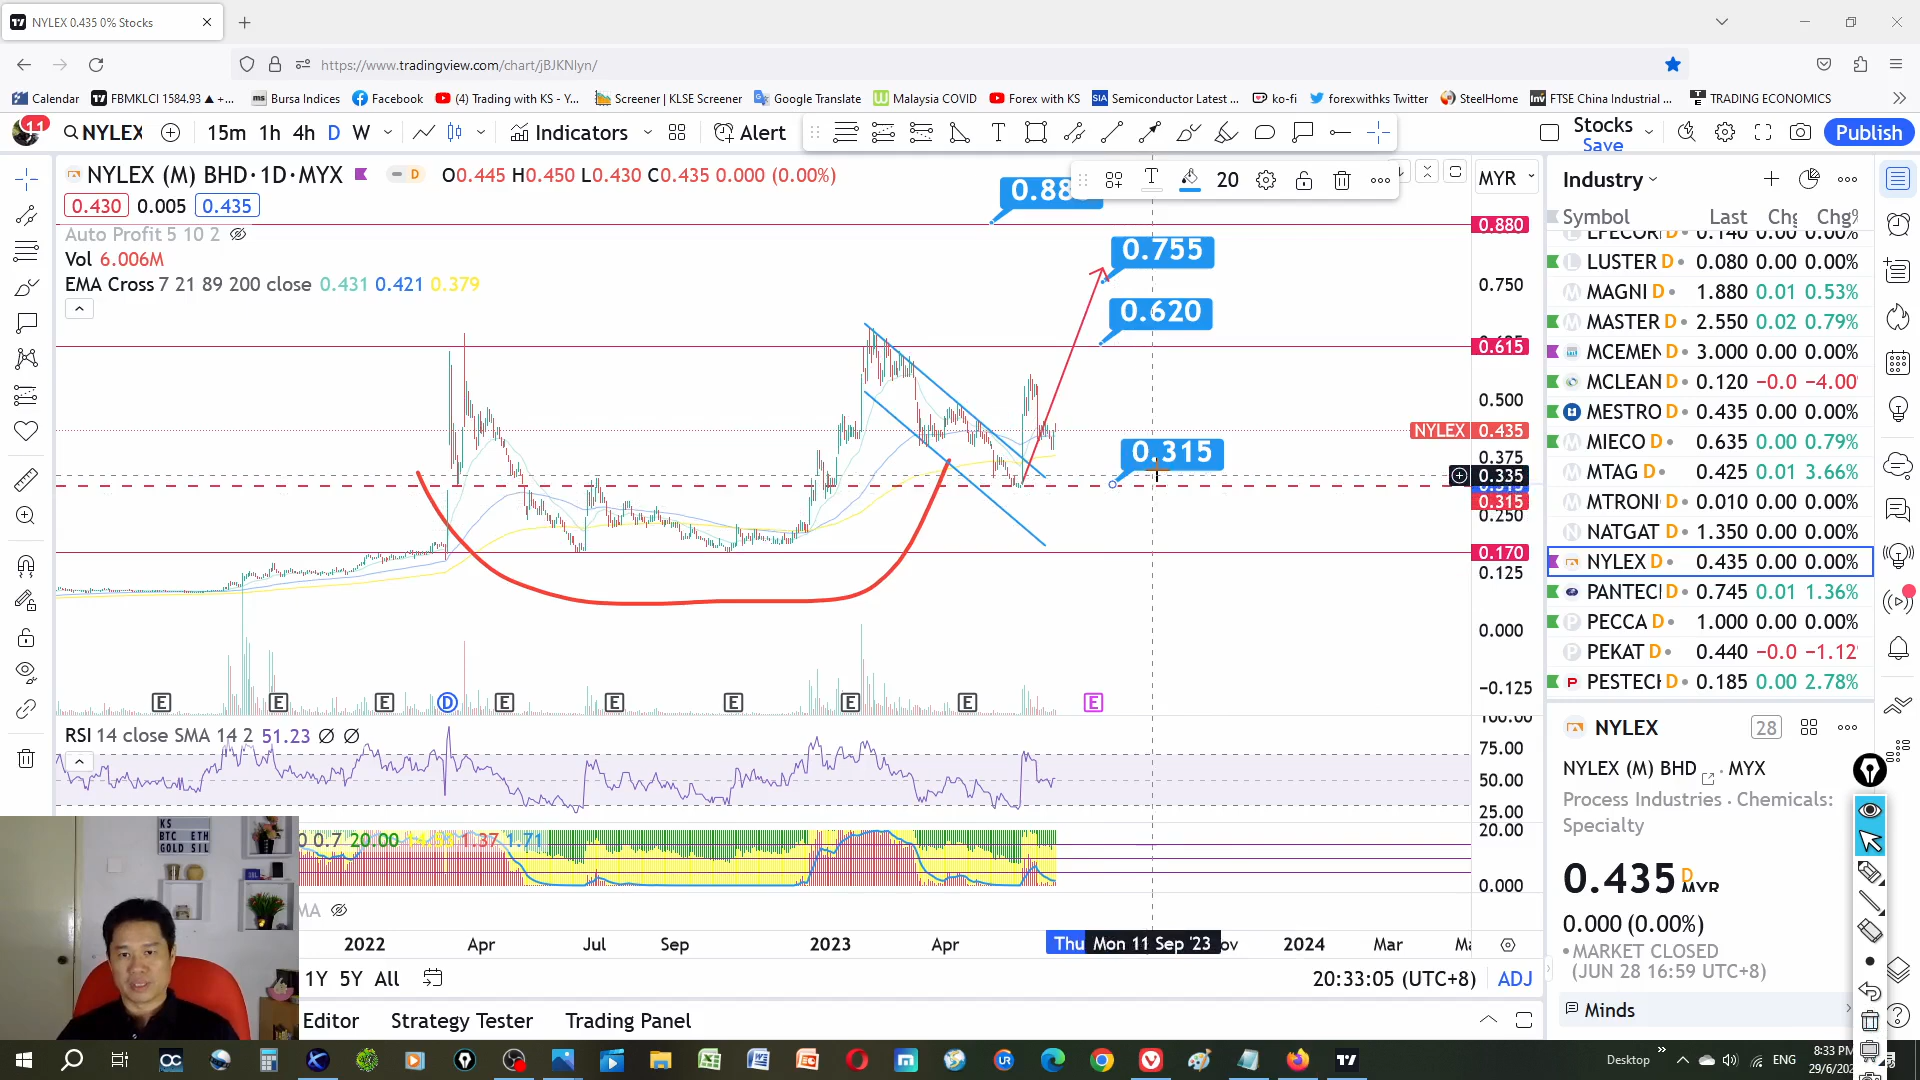 NYLEX 0.435 0% Stocks
https://www.tradingview.com/chart/jBJKNlyn/
Calendar FBMKLCI 1584.93 ▲ +... Bursa Indices Facebook (4) Trading with KS - Y... Screener | KLSE Screener Google Translate Malaysia COVID Forex with KS Semiconductor Latest ... ko-fi forexwithks Twitter SteelHome FTSE China Industrial ... TRADING ECONOMICS
11 NYLEX 15m 1h 4h D W Indicators Alert Stocks Save Publish
NYLEX (M) BHD · 1D · MYX D O0.445 H0.450 L0.430 C0.435 0.000 (0.00%)
20
MYR
0.430 0.005 0.435
Auto Profit 5 10 2
Vol 6.006M
EMA Cross 7 21 89 200 close 0.431 0.421 0.379
0.755
0.620
0.315
0.880
0.750
0.615
0.500
NYLEX 0.435
0.375
0.335
0.315
0.250
0.170
0.125
0.000
−0.125
E E E D E E E E E E
RSI 14 close SMA 14 2 51.23 Ø Ø
100.00
75.00
50.00
25.00
0 0.7 20.00 1.37 1.71
20.00
0.000
MA
2022 Apr Jul Sep 2023 Apr Thu Mon 11 Sep '23 ov 2024 Mar
1Y 5Y All
20:33:05 (UTC+8) ADJ
Editor Strategy Tester Trading Panel
Industry
Symbol Last Chg Chg%
LUSTER D 0.080 0.00 0.00%
MAGNI D 1.880 0.01 0.53%
MASTER D 2.550 0.02 0.79%
MCEMEN D 3.000 0.00 0.00%
MCLEAN D 0.120 −0.0 −4.00
MESTRO D 0.435 0.00 0.00%
MIECO D 0.635 0.00 0.79%
MTAG D 0.425 0.01 3.66%
MTRONI D 0.010 0.00 0.00%
NATGAT D 1.350 0.00 0.00%
NYLEX D 0.435 0.00 0.00%
PANTECH D 0.745 0.01 1.36%
PECCA D 1.000 0.00 0.00%
PEKAT D 0.440 −0.0 −1.12
PESTECH D 0.185 0.00 2.78%
NYLEX 28
NYLEX (M) BHD · MYX
Process Industries · Chemicals:
Specialty
0.435 D MYR
0.000 (0.00%)
MARKET CLOSED
(JUN 28 16:59 UTC+8)
Minds
KS
BTC ETH
GOLD SIL
Desktop ENG
8:33 PM